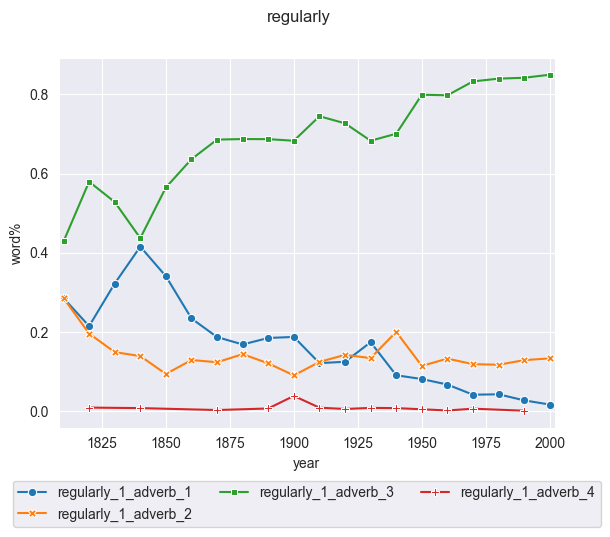 regularly
word%
0.8
0.6
0.4
0.2
0.0
1825 1850 1875 1900 1925 1950 1975 2000
year
regularly_1_adverb_1 regularly_1_adverb_3 regularly_1_adverb_4
regularly_1_adverb_2